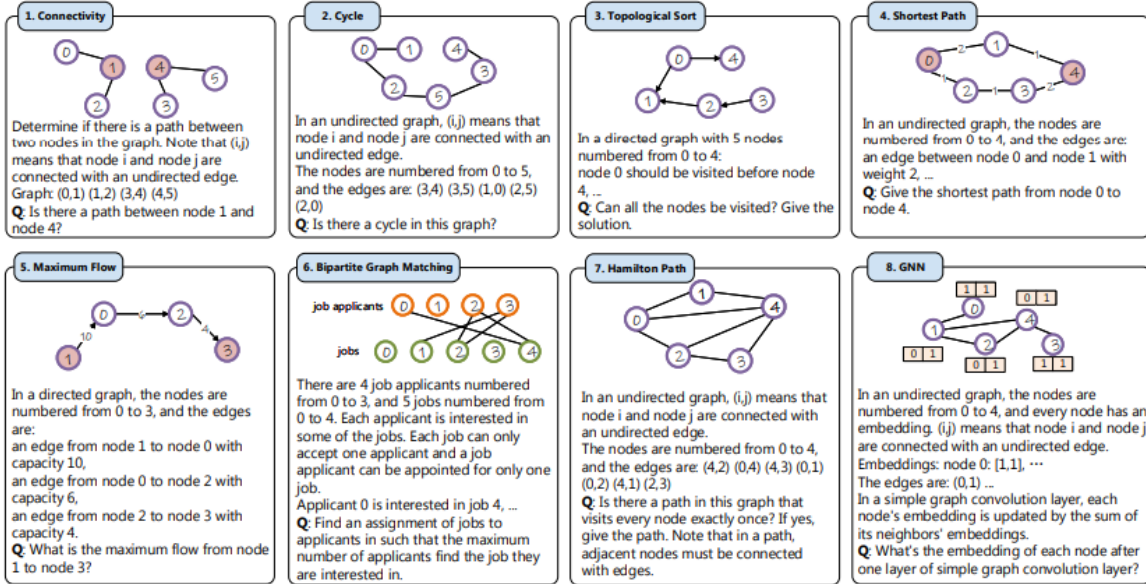 1. Connectivity
0
1
4
5
2
3
Determine if there is a path between
two nodes in the graph. Note that (i,j)
means that node i and node j are
connected with an undirected edge.
Graph: (0,1) (1,2) (3,4) (4,5)
Q: Is there a path between node 1 and
node 4?
2. Cycle
0
1
4
3
2
5
In an undirected graph, (i,j) means that
node i and node j are connected with an
undirected edge.
The nodes are numbered from 0 to 5,
and the edges are: (3,4) (3,5) (1,0) (2,5)
(2,0)
Q: Is there a cycle in this graph?
3. Topological Sort
0
4
1
2
3
In a directed graph with 5 nodes
numbered from 0 to 4:
node 0 should be visited before node
4, ...
Q: Can all the nodes be visited? Give the
solution.
4. Shortest Path
0
2
1
1
4
1
2
1
3
2
In an undirected graph, the nodes are
numbered from 0 to 4, and the edges are:
an edge between node 0 and node 1 with
weight 2, ...
Q: Give the shortest path from node 0 to
node 4.
5. Maximum Flow
0
6
2
10
4
1
3
In a directed graph, the nodes are
numbered from 0 to 3, and the edges
are:
an edge from node 1 to node 0 with
capacity 10,
an edge from node 0 to node 2 with
capacity 6,
an edge from node 2 to node 3 with
capacity 4.
Q: What is the maximum flow from node
1 to node 3?
6. Bipartite Graph Matching
job applicants 0 1 2 3
jobs 0 1 2 3 4
There are 4 job applicants numbered
from 0 to 3, and 5 jobs numbered from
0 to 4. Each applicant is interested in
some of the jobs. Each job can only
accept one applicant and a job
applicant can be appointed for only one
job.
Applicant 0 is interested in job 4, ...
Q: Find an assignment of jobs to
applicants in such that the maximum
number of applicants find the job they
are interested in.
7. Hamilton Path
1
4
0
2
3
In an undirected graph, (i,j) means that
node i and node j are connected with
an undirected edge.
The nodes are numbered from 0 to 4,
and the edges are: (4,2) (0,4) (4,3) (0,1)
(0,2) (4,1) (2,3)
Q: Is there a path in this graph that
visits every node exactly once? If yes,
give the path. Note that in a path,
adjacent nodes must be connected
with edges.
8. GNN
1 1
0 1
0
4
1
2
3
0 1
0 1
1 1
In an undirected graph, the nodes are
numbered from 0 to 4, and every node has an
embedding. (i,j) means that node i and node j
are connected with an undirected edge.
Embeddings: node 0: [1,1], ⋯
The edges are: (0,1) ...
In a simple graph convolution layer, each
node's embedding is updated by the sum of
its neighbors' embeddings.
Q: What's the embedding of each node after
one layer of simple graph convolution layer?